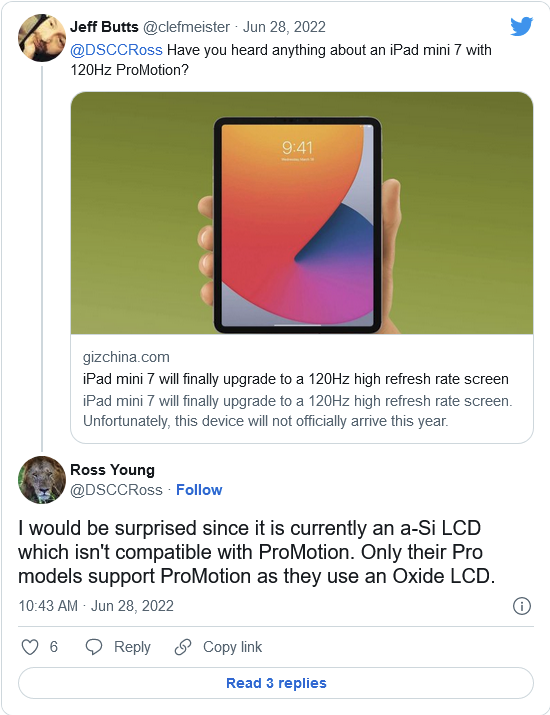 Jeff Butts @clefmeister · Jun 28, 2022
@DSCCRoss Have you heard anything about an iPad mini 7 with
120Hz ProMotion?
9:41
gizchina.com
iPad mini 7 will finally upgrade to a 120Hz high refresh rate screen
iPad mini 7 will finally upgrade to a 120Hz high refresh rate screen.
Unfortunately, this device will not officially arrive this year.
Ross Young
@DSCCRoss · Follow
I would be surprised since it is currently an a-Si LCD
which isn't compatible with ProMotion. Only their Pro
models support ProMotion as they use an Oxide LCD.
10:43 AM · Jun 28, 2022
6 Reply Copy link
Read 3 replies